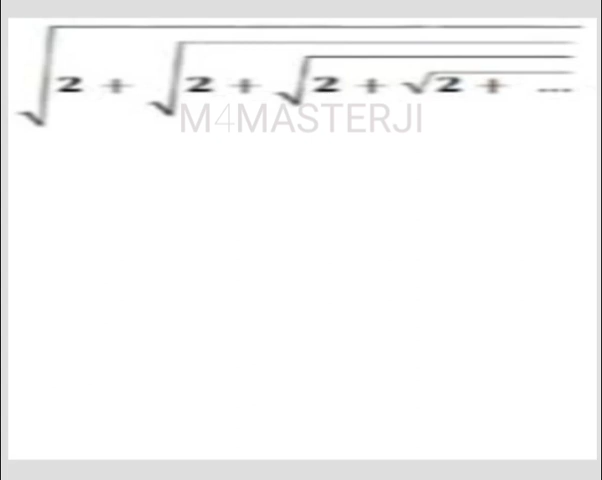 √2 + √2 + √2 + √2 + ...
M4MASTERJI